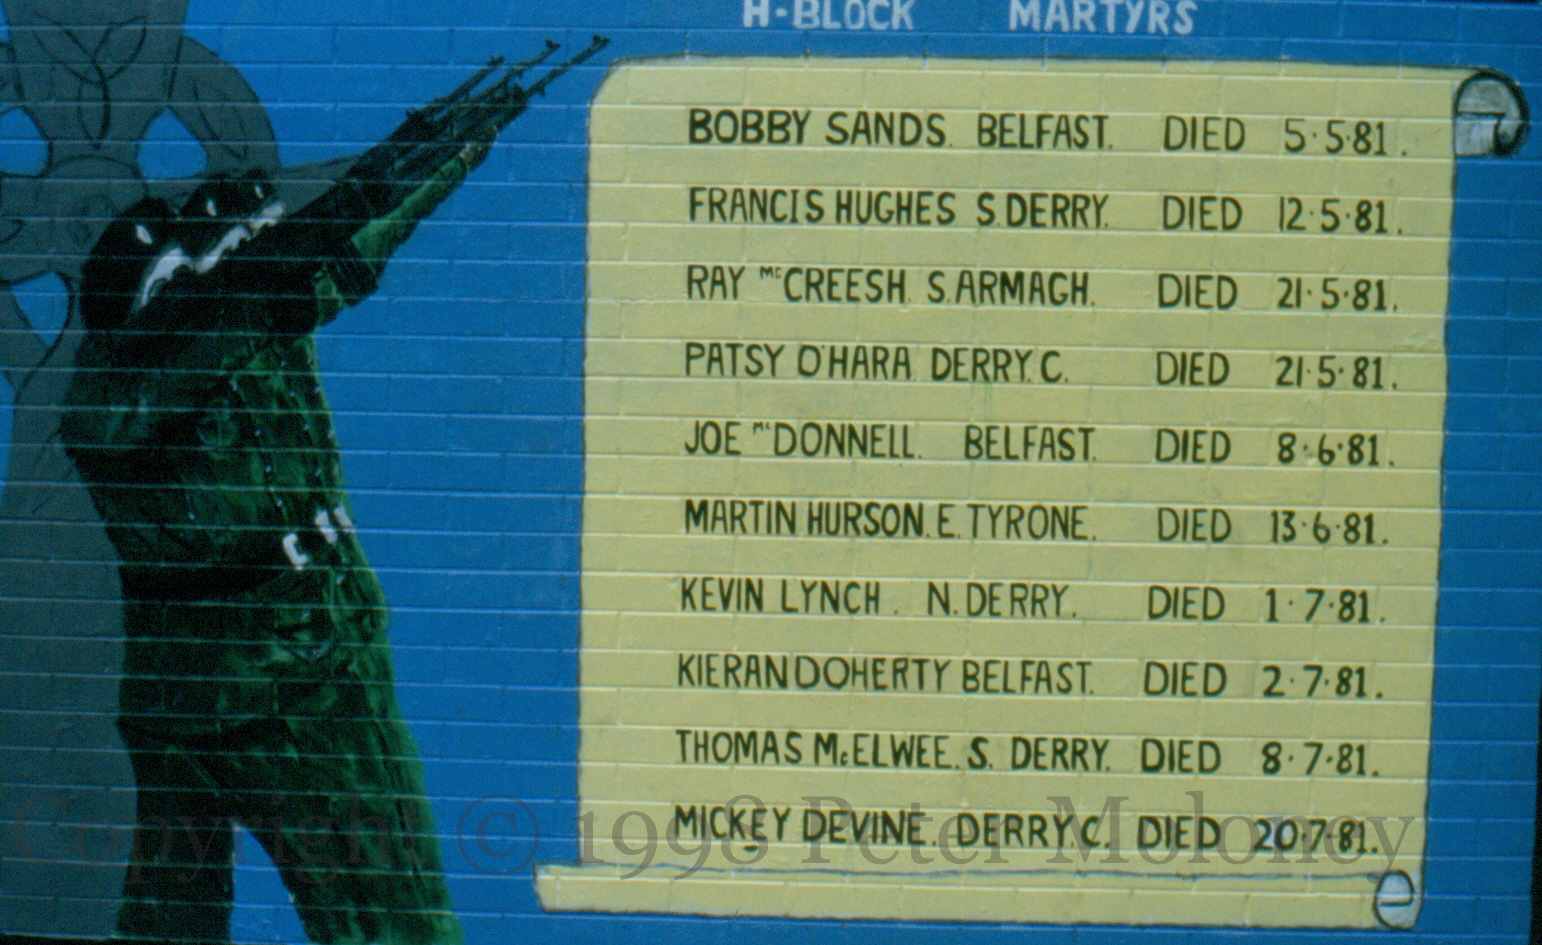 H-BLOCK MARTYRS
BOBBY SANDS. BELFAST. DIED 5·5·81.
FRANCIS HUGHES S.DERRY. DIED 12·5·81.
RAY McCREESH. S.ARMAGH. DIED 21·5·81.
PATSY O'HARA DERRY.C. DIED 21·5·81.
JOE McDONNELL. BELFAST. DIED 8·6·81.
MARTIN HURSON. E.TYRONE. DIED 13·6·81.
KEVIN LYNCH. N.DERRY. DIED 1·7·81.
KIERAN DOHERTY BELFAST. DIED 2·7·81.
THOMAS McELWEE. S. DERRY. DIED 8·7·81.
MICKEY DEVINE. DERRY.C. DIED 20·7·81.
Copyright © 1998 Peter Moloney